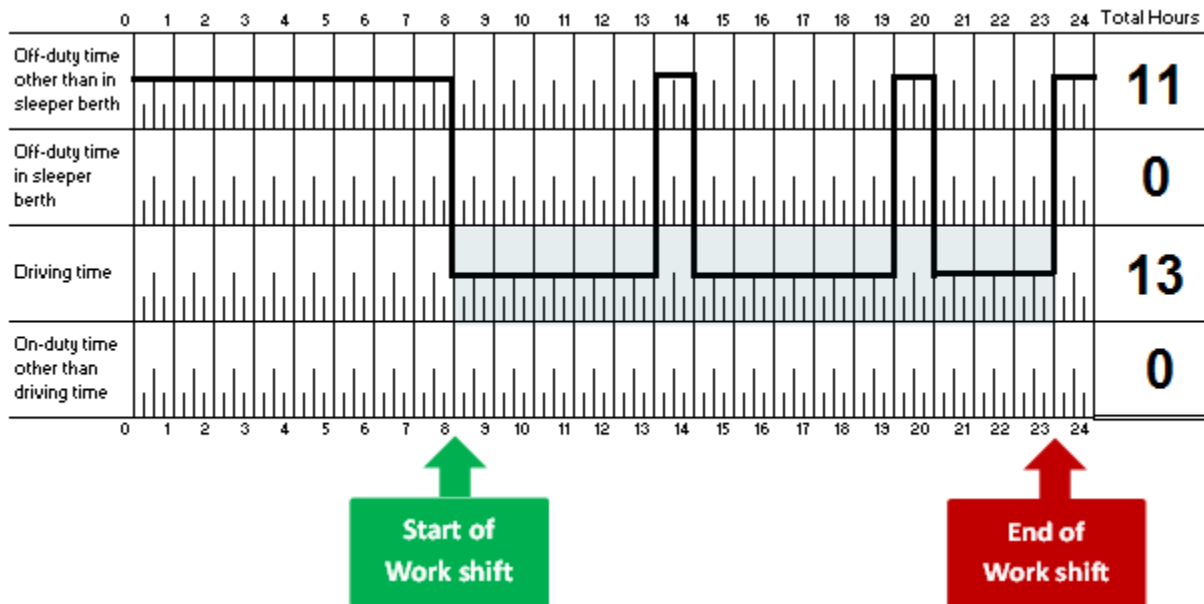 0 1 2 3 4 5 6 7 8 9 10 11 12 13 14 15 16 17 18 19 20 21 22 23 24 Total Hours
Off-duty time
other than in
sleeper berth
11
Off-duty time
in sleeper
berth
0
Driving time
13
On-duty time
other than
driving time
0
0 1 2 3 4 5 6 7 8 9 10 11 12 13 14 15 16 17 18 19 20 21 22 23 24
Start of
Work shift
End of
Work shift